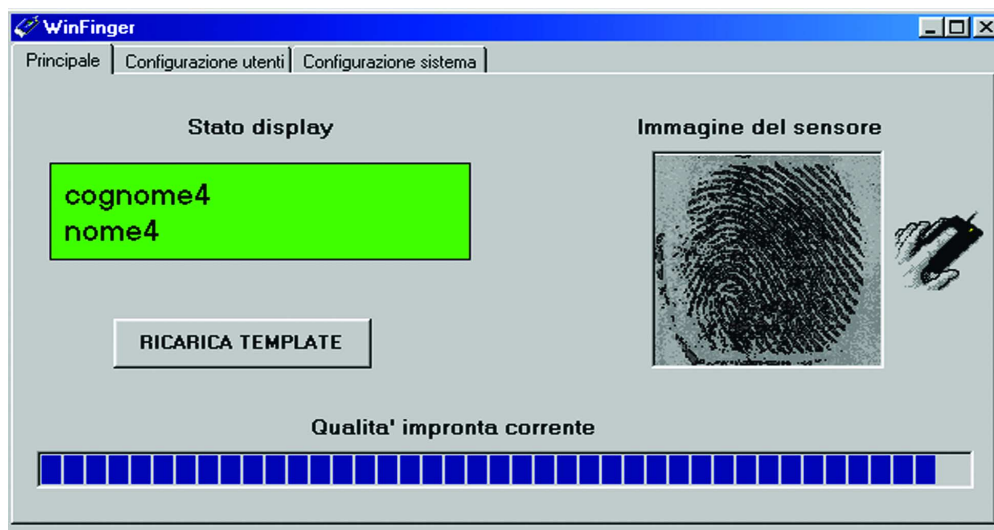 WinFinger
Principale Configurazione utenti Configurazione sistema
Stato display
Immagine del sensore
cognome4
nome4
RICARICA TEMPLATE
Qualita' impronta corrente